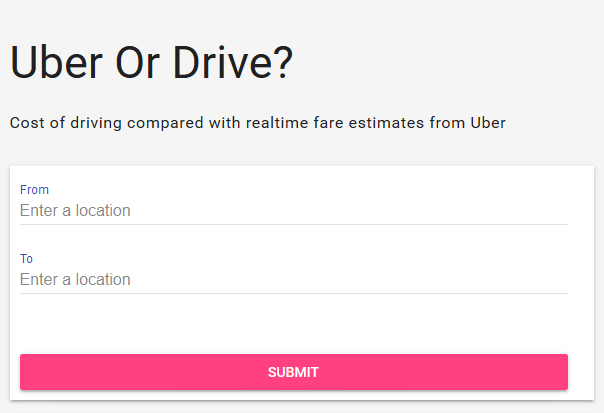 Uber Or Drive?
Cost of driving compared with realtime fare estimates from Uber
From
Enter a location
To
Enter a location
SUBMIT